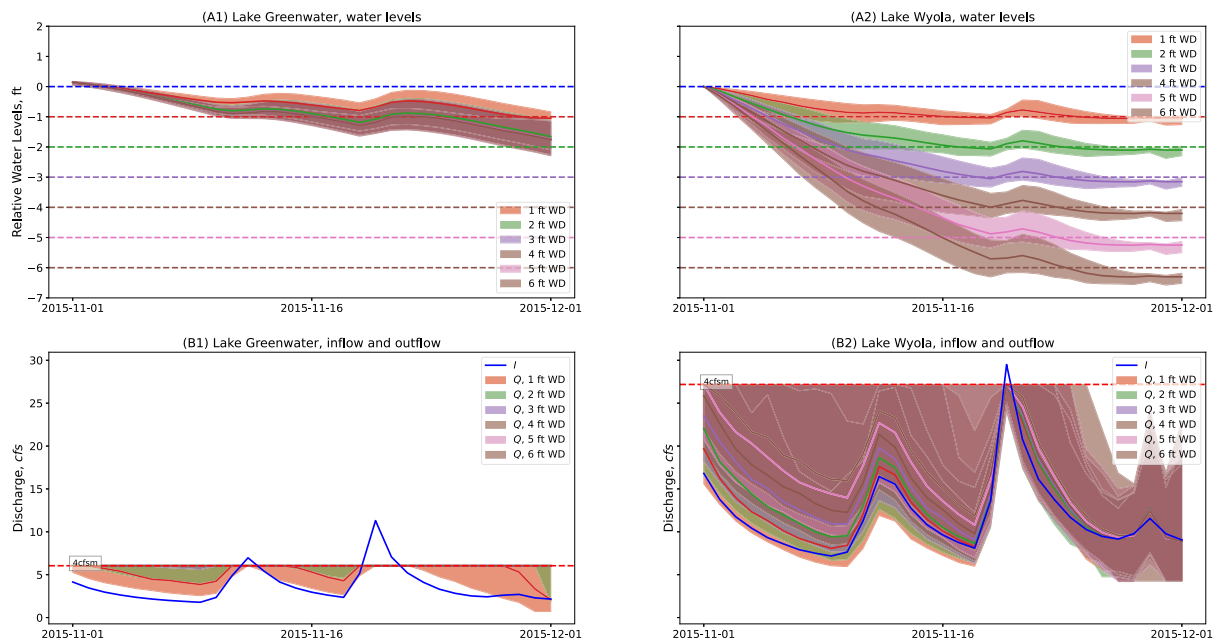 (A1) Lake Greenwater, water levels
Relative Water Levels, ft
2
1
0
−1
−2
−3
−4
−5
−6
−7
1 ft WD
2 ft WD
3 ft WD
4 ft WD
5 ft WD
6 ft WD
2015-11-01
2015-11-16
2015-12-01
(A2) Lake Wyola, water levels
1 ft WD
2 ft WD
3 ft WD
4 ft WD
5 ft WD
6 ft WD
2015-11-01
2015-11-16
2015-12-01
(B1) Lake Greenwater, inflow and outflow
Discharge, cfs
30
25
20
15
10
5
0
4cfsm
I
Q, 1 ft WD
Q, 2 ft WD
Q, 3 ft WD
Q, 4 ft WD
Q, 5 ft WD
Q, 6 ft WD
2015-11-01
2015-11-16
2015-12-01
(B2) Lake Wyola, inflow and outflow
Discharge, cfs
4cfsm
I
Q, 1 ft WD
Q, 2 ft WD
Q, 3 ft WD
Q, 4 ft WD
Q, 5 ft WD
Q, 6 ft WD
2015-11-01
2015-11-16
2015-12-01